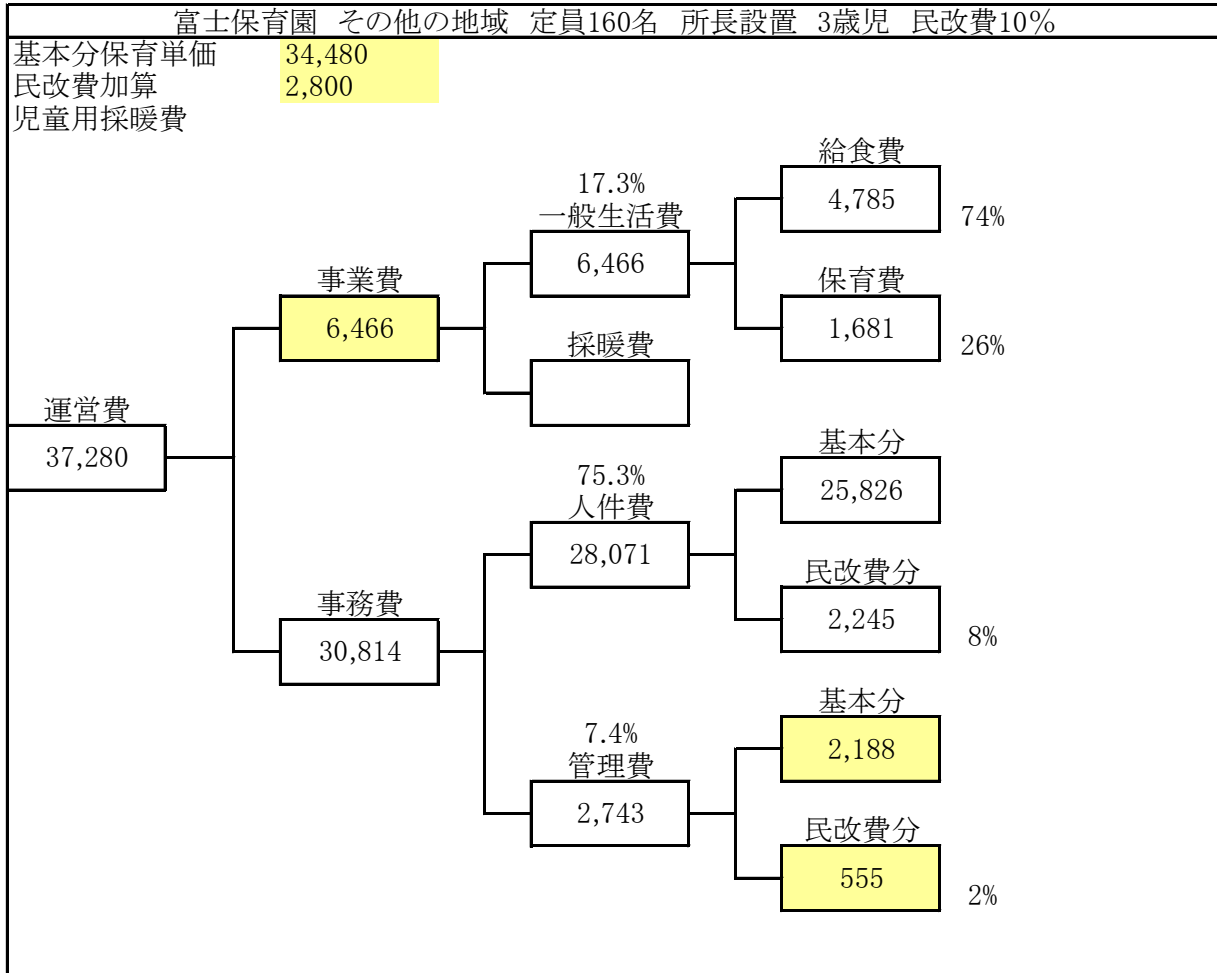 富士保育園 その他の地域 定員160名 所長設置 3歳児 民改費10％
基本分保育単価 34,480
民改費加算 2,800
児童用採暖費
給食費
17.3%
4,785
74%
一般生活費
6,466
事業費
保育費
6,466
1,681
26%
採暖費
運営費
37,280
基本分
75.3%
25,826
人件費
28,071
民改費分
事務費
2,245
8%
30,814
基本分
7.4%
2,188
管理費
2,743
民改費分
555
2%